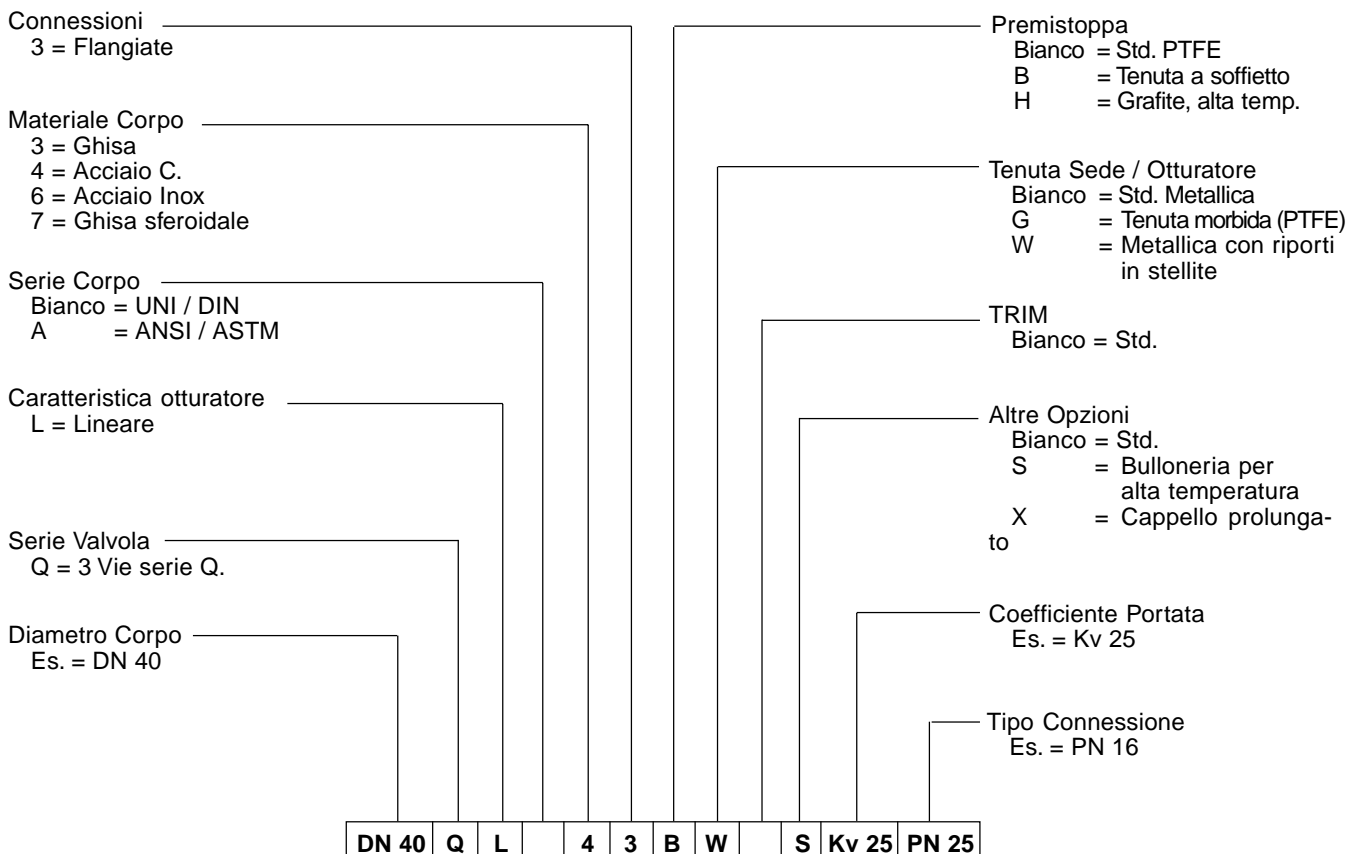 Connessioni
3 = Flangiate
Materiale Corpo
3 = Ghisa
4 = Acciaio C.
6 = Acciaio Inox
7 = Ghisa sferoidale
Serie Corpo
Bianco = UNI / DIN
A = ANSI / ASTM
Caratteristica otturatore
L = Lineare
Serie Valvola
Q = 3 Vie serie Q.
Diametro Corpo
Es. = DN 40
Premistoppa
Bianco = Std. PTFE
B = Tenuta a soffietto
H = Grafite, alta temp.
Tenuta Sede / Otturatore
Bianco = Std. Metallica
G = Tenuta morbida (PTFE)
W = Metallica con riporti
in stellite
TRIM
Bianco = Std.
Altre Opzioni
Bianco = Std.
S = Bulloneria per
alta temperatura
X = Cappello prolunga-
to
Coefficiente Portata
Es. = Kv 25
Tipo Connessione
Es. = PN 16
DN 40 Q L 4 3 B W S Kv 25 PN 25